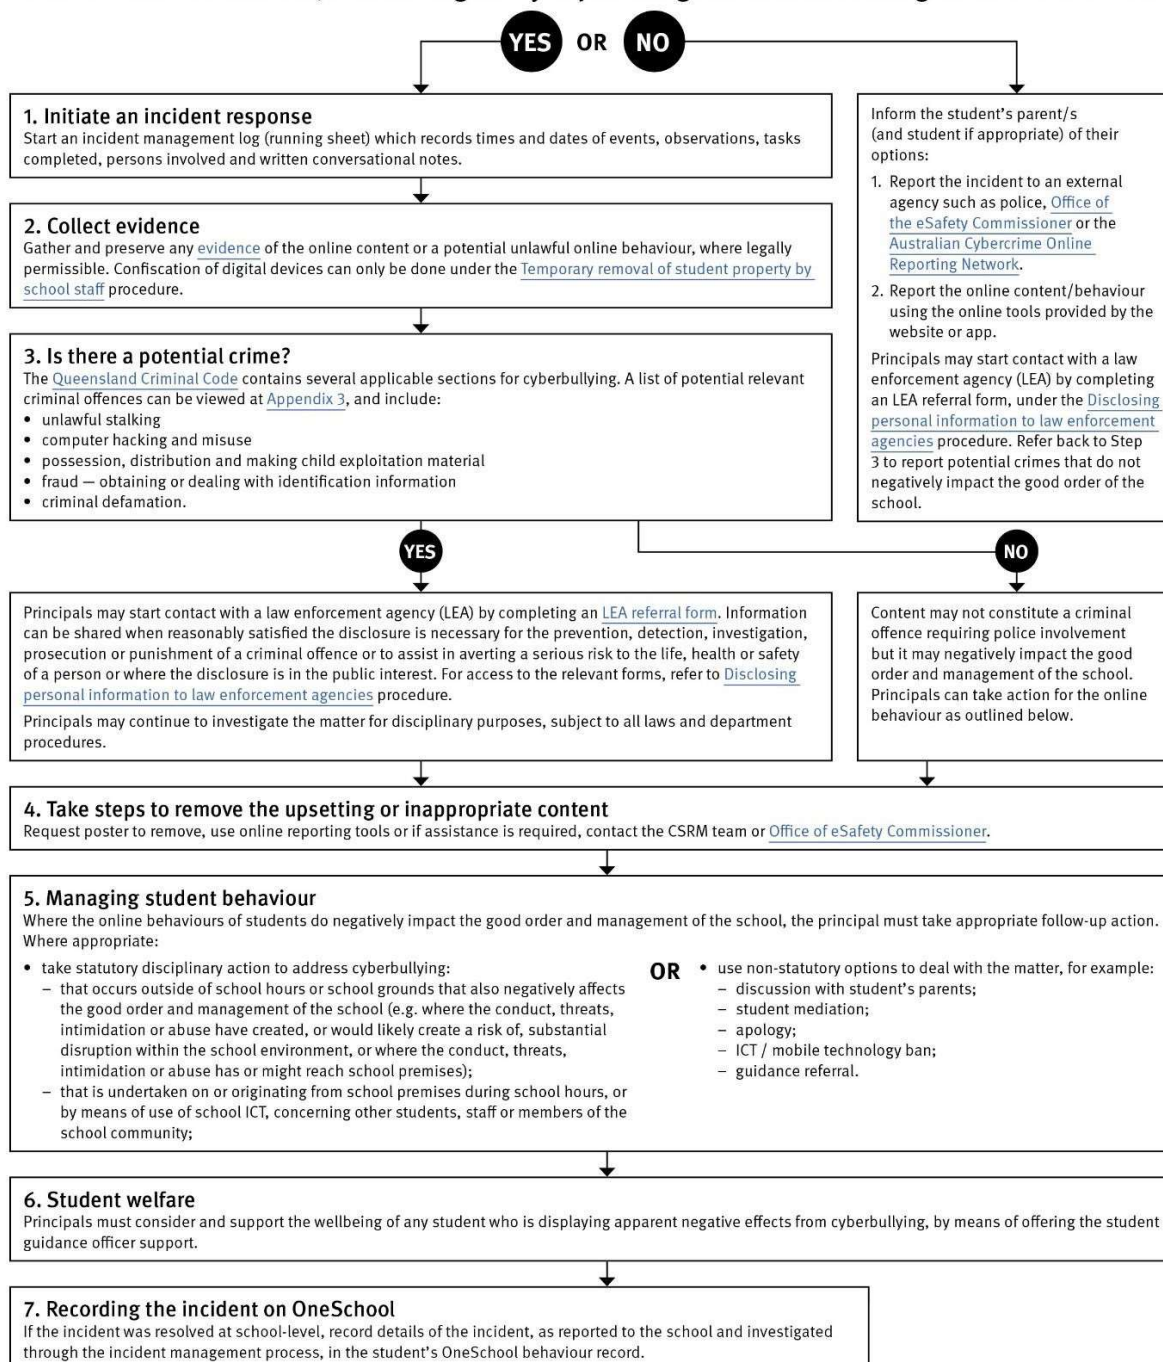 YES OR NO
1. Initiate an incident response
Start an incident management log (running sheet) which records times and dates of events, observations, tasks
completed, persons involved and written conversational notes.
2. Collect evidence
Gather and preserve any evidence of the online content or a potential unlawful online behaviour, where legally
permissible. Confiscation of digital devices can only be done under the Temporary removal of student property by
school staff procedure.
3. Is there a potential crime?
The Queensland Criminal Code contains several applicable sections for cyberbullying. A list of potential relevant
criminal offences can be viewed at Appendix 3, and include:
• unlawful stalking
• computer hacking and misuse
• possession, distribution and making child exploitation material
• fraud — obtaining or dealing with identification information
• criminal defamation.
Inform the student's parent/s
(and student if appropriate) of their
options:
1. Report the incident to an external
agency such as police, Office of
the eSafety Commissioner or the
Australian Cybercrime Online
Reporting Network.
2. Report the online content/behaviour
using the online tools provided by the
website or app.
Principals may start contact with a law
enforcement agency (LEA) by completing
an LEA referral form, under the Disclosing
personal information to law enforcement
agencies procedure. Refer back to Step
3 to report potential crimes that do not
negatively impact the good order of the
school.
YES
NO
Principals may start contact with a law enforcement agency (LEA) by completing an LEA referral form. Information
can be shared when reasonably satisfied the disclosure is necessary for the prevention, detection, investigation,
prosecution or punishment of a criminal offence or to assist in averting a serious risk to the life, health or safety
of a person or where the disclosure is in the public interest. For access to the relevant forms, refer to Disclosing
personal information to law enforcement agencies procedure.
Principals may continue to investigate the matter for disciplinary purposes, subject to all laws and department
procedures.
Content may not constitute a criminal
offence requiring police involvement
but it may negatively impact the good
order and management of the school.
Principals can take action for the online
behaviour as outlined below.
4. Take steps to remove the upsetting or inappropriate content
Request poster to remove, use online reporting tools or if assistance is required, contact the CSRM team or Office of eSafety Commissioner.
5. Managing student behaviour
Where the online behaviours of students do negatively impact the good order and management of the school, the principal must take appropriate follow-up action.
Where appropriate:
• take statutory disciplinary action to address cyberbullying:
– that occurs outside of school hours or school grounds that also negatively affects
the good order and management of the school (e.g. where the conduct, threats,
intimidation or abuse have created, or would likely create a risk of, substantial
disruption within the school environment, or where the conduct, threats,
intimidation or abuse has or might reach school premises);
– that is undertaken on or originating from school premises during school hours, or
by means of use of school ICT, concerning other students, staff or members of the
school community;
OR
• use non-statutory options to deal with the matter, for example:
– discussion with student's parents;
– student mediation;
– apology;
– ICT / mobile technology ban;
– guidance referral.
6. Student welfare
Principals must consider and support the wellbeing of any student who is displaying apparent negative effects from cyberbullying, by means of offering the student
guidance officer support.
7. Recording the incident on OneSchool
If the incident was resolved at school-level, record details of the incident, as reported to the school and investigated
through the incident management process, in the student's OneSchool behaviour record.